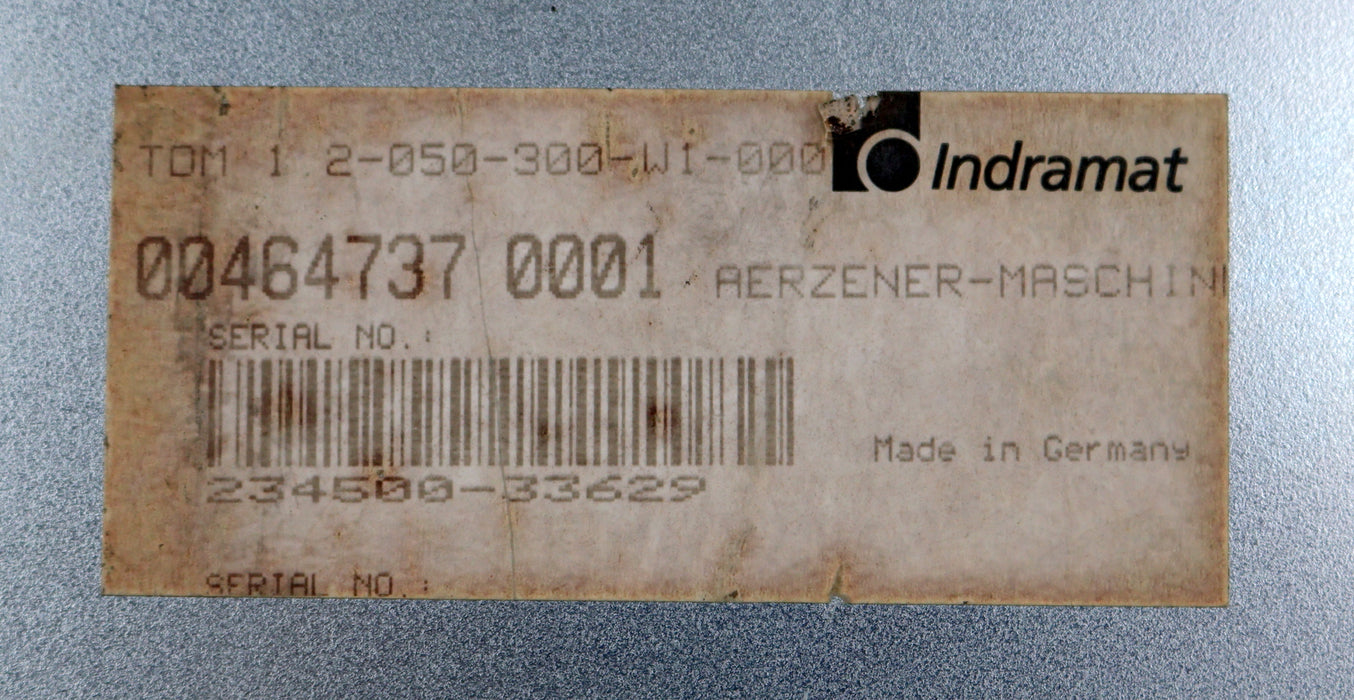 TDM 1.2-050-300-W1-000
Indramat
00464737 0001 AERZENER-MASCHIN
SERIAL NO.:
Made in Germany
234500-33629
SERIAL NO.: